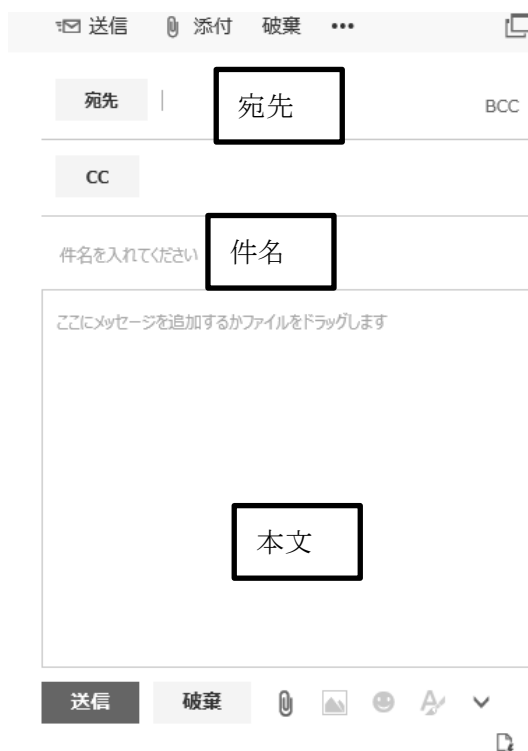 送信 添付 破棄 •••
宛先 宛先 BCC
CC
件名を入れてください 件名
ここにメッセージを追加するかファイルをドラッグします
本文
送信 破棄